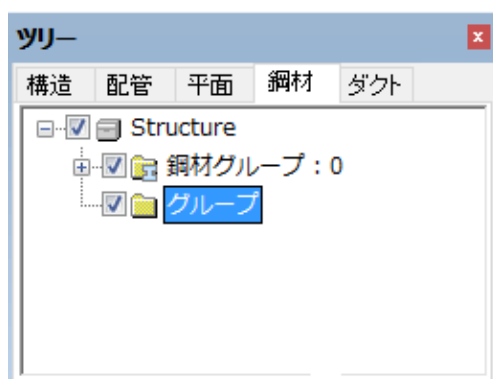 ツリー
構造 配管 平面 鋼材 ダクト
Structure
鋼材グループ：0
グループ